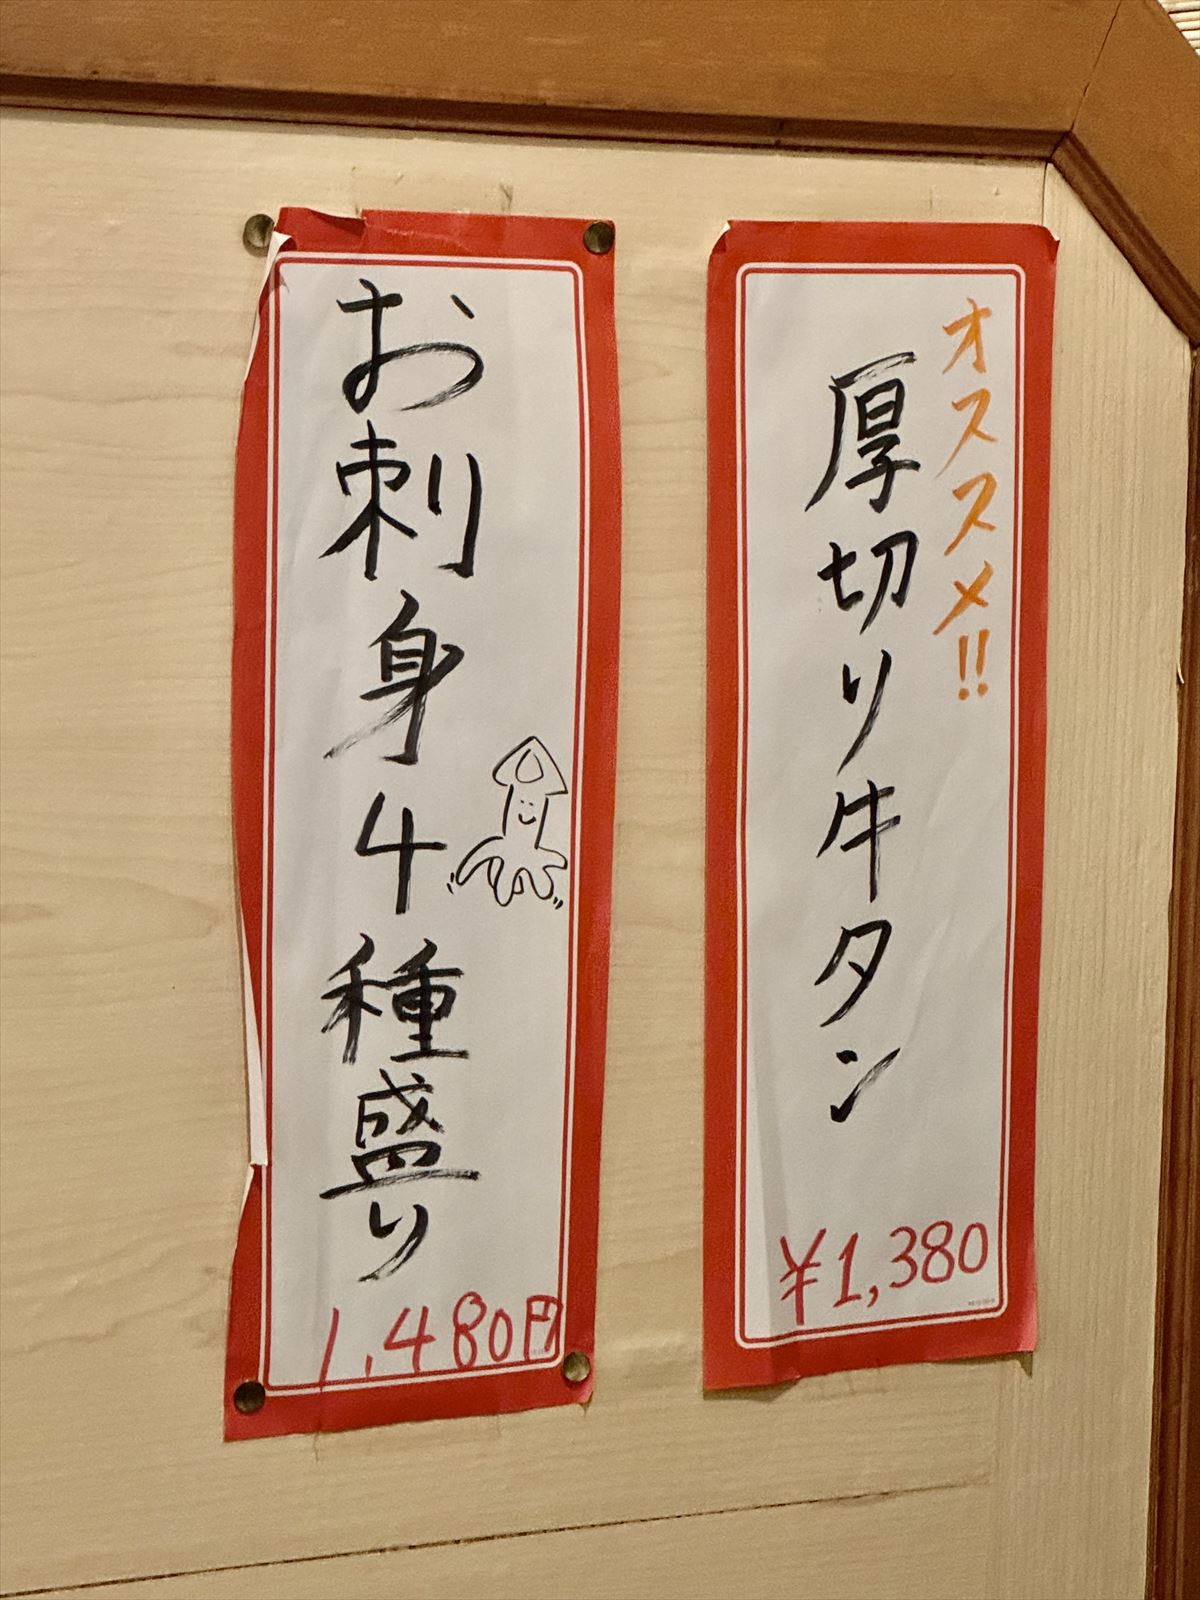 オススメ!!
厚切り牛タン
¥1,380
お刺身4種盛り
1,480円